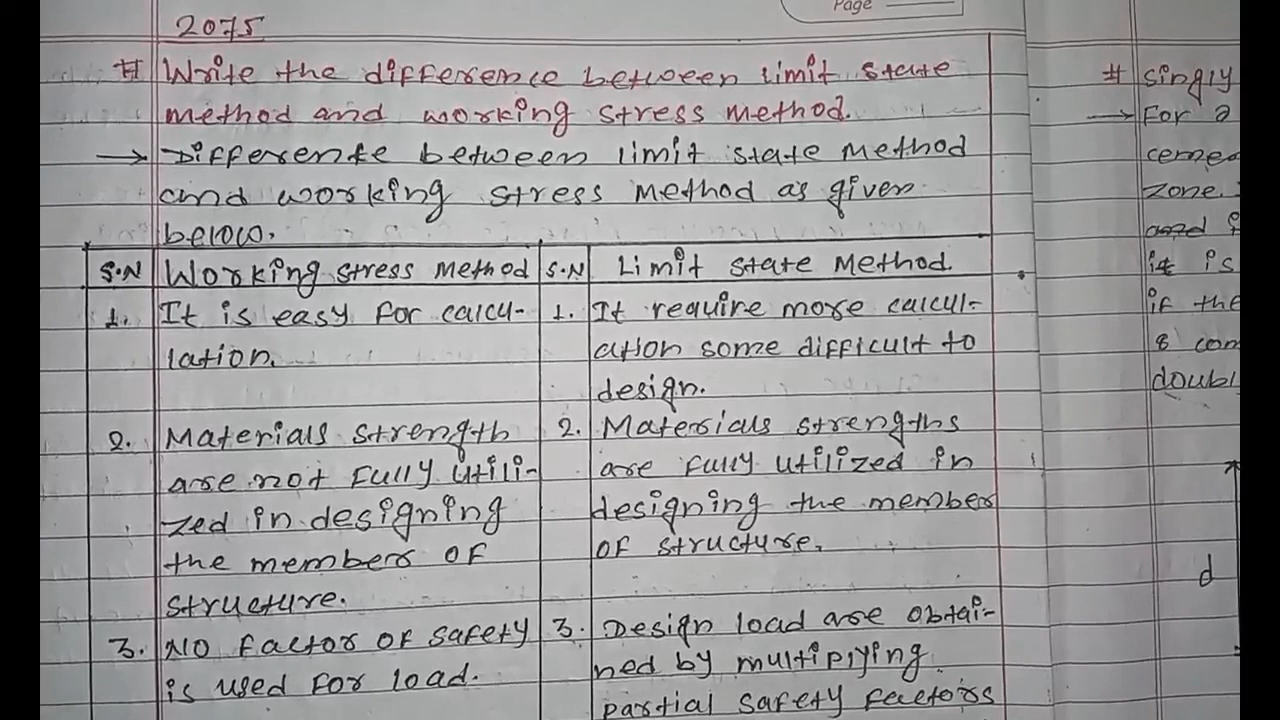 Page
2075
# Write the difference between limit state
method and working stress method.
→ Difference between limit state method
and working stress method as given
below.
S.N Working stress method S.N Limit state method.
1. It is easy for calcu-
lation.
1. It require more calcul-
ation some difficult to
design.
2. Materials strength
are not fully utili-
zed in designing
the members of
structure.
2. Materials strengths
are fully utilized in
designing the member
of structure.
3. No factor of safety
is used for load.
3. Design load are obtai-
ned by multiplying
partial safety factors
# Singly
→ For a
ceme
zone.
and
it is
if the
& con
doubl
d